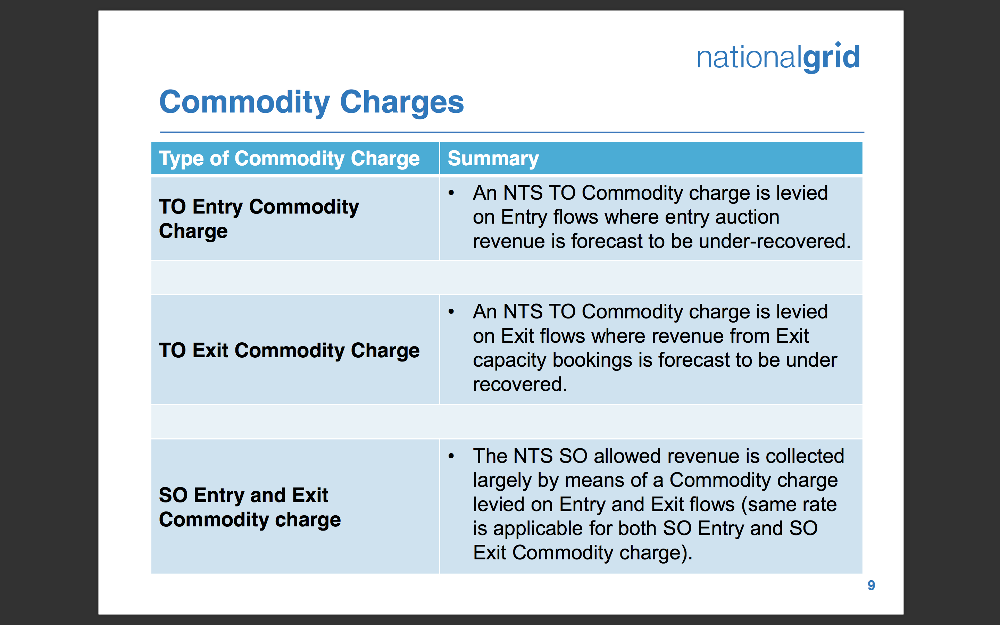 nationalgrid
Commodity Charges
Type of Commodity Charge
Summary
TO Entry Commodity
Charge
• An NTS TO Commodity charge is levied
on Entry flows where entry auction
revenue is forecast to be under-recovered.
TO Exit Commodity Charge
• An NTS TO Commodity charge is levied
on Exit flows where revenue from Exit
capacity bookings is forecast to be under
recovered.
SO Entry and Exit
Commodity charge
• The NTS SO allowed revenue is collected
largely by means of a Commodity charge
levied on Entry and Exit flows (same rate
is applicable for both SO Entry and SO
Exit Commodity charge).
9